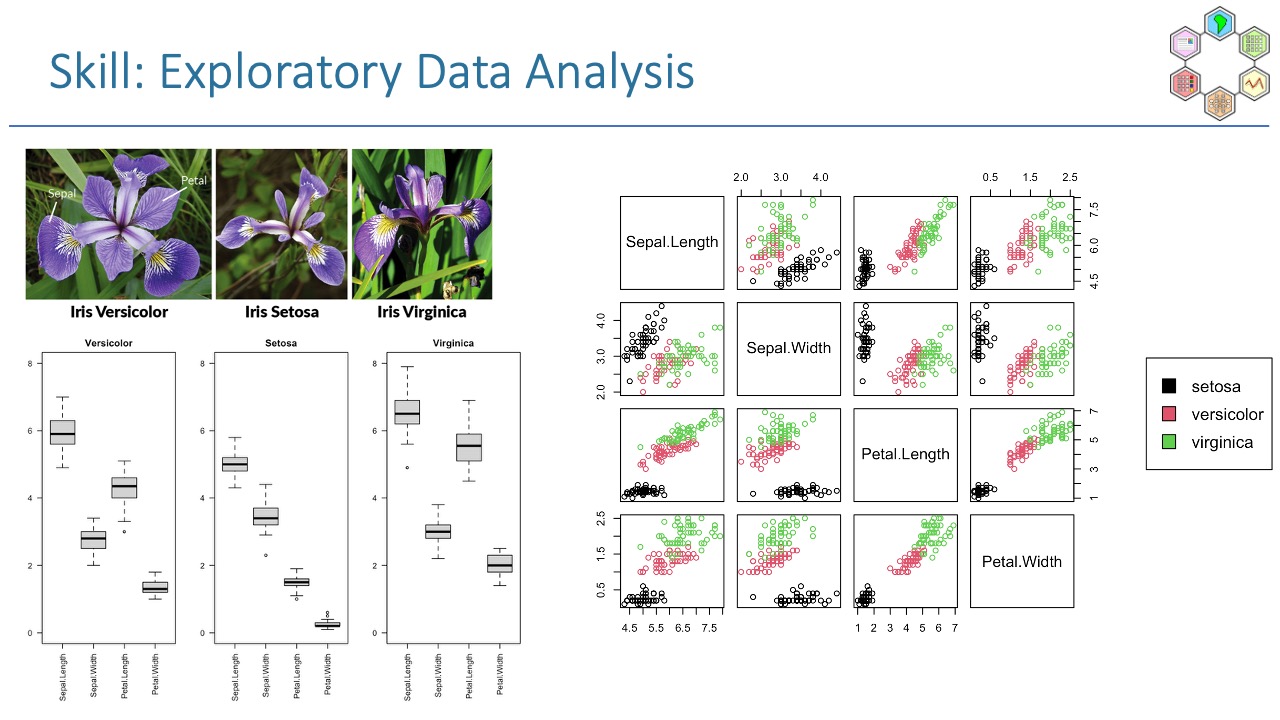 Skill: Exploratory Data Analysis
Sepal
Petal
Iris Versicolor
Iris Setosa
Iris Virginica
Versicolor
8
6
4
2
0
Sepal.Length
Sepal.Width
Petal.Length
Petal.Width
Setosa
8
6
4
2
0
Sepal.Length
Sepal.Width
Petal.Length
Petal.Width
Virginica
8
6
4
2
0
Sepal.Length
Sepal.Width
Petal.Length
Petal.Width
2.0 3.0 4.0
0.5 1.5 2.5
Sepal.Length
4.5 6.0 7.5
2.0 3.0 4.0
Sepal.Width
Petal.Length
1 3 5 7
0.5 1.5 2.5
Petal.Width
4.5 5.5 6.5 7.5
1 2 3 4 5 6 7
setosa
versicolor
virginica